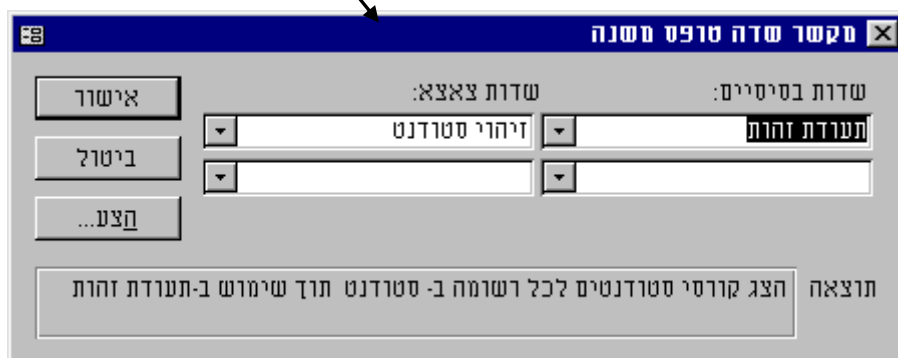 מקשר שדה טופס משנה
שדות בסיסיים:
שדות צאצא:
תעודת זהות
זיהוי סטודנט
אישור
ביטול
הצע...
תוצאה
הצג קורסי סטודנטים לכל רשומה ב- סטודנט תוך שימוש ב-תעודת זהות